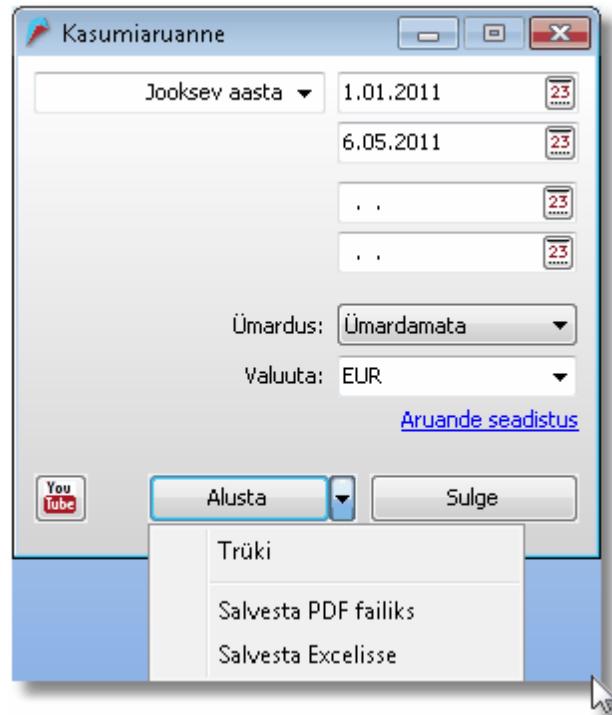 Kasumiaruanne
Jooksev aasta 1.01.2011 23
6.05.2011 23
. . 23
. . 23
Ümardus: Ümardamata
Valuuta: EUR
Aruande seadistus
You
Tube Alusta Sulge
Trüki
Salvesta PDF failiks
Salvesta Excelisse